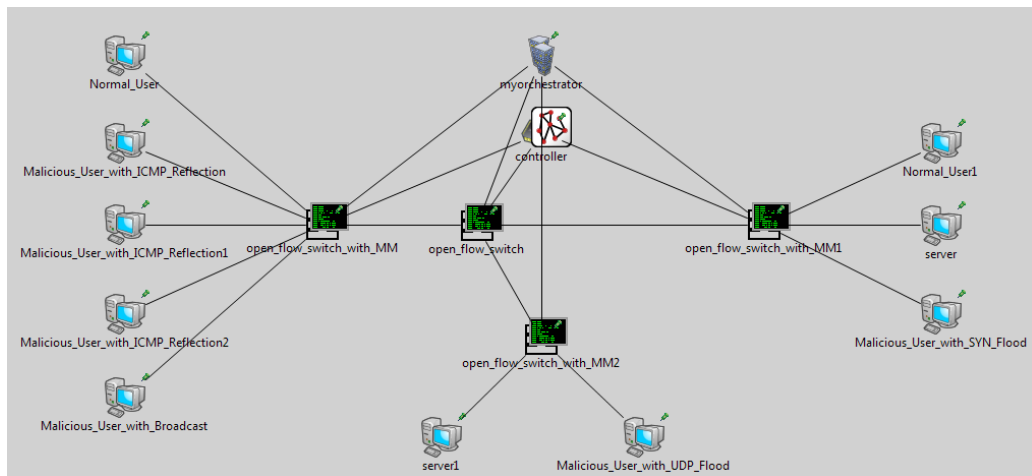 Normal_User
myorchestrator
controller
Malicious_User_with_ICMP_Reflection
Normal_User1
Malicious_User_with_ICMP_Reflection1
open_flow_switch_with_MM
open_flow_switch
open_flow_switch_with_MM1
server
Malicious_User_with_ICMP_Reflection2
Malicious_User_with_SYN_Flood
open_flow_switch_with_MM2
Malicious_User_with_Broadcast
server1
Malicious_User_with_UDP_Flood